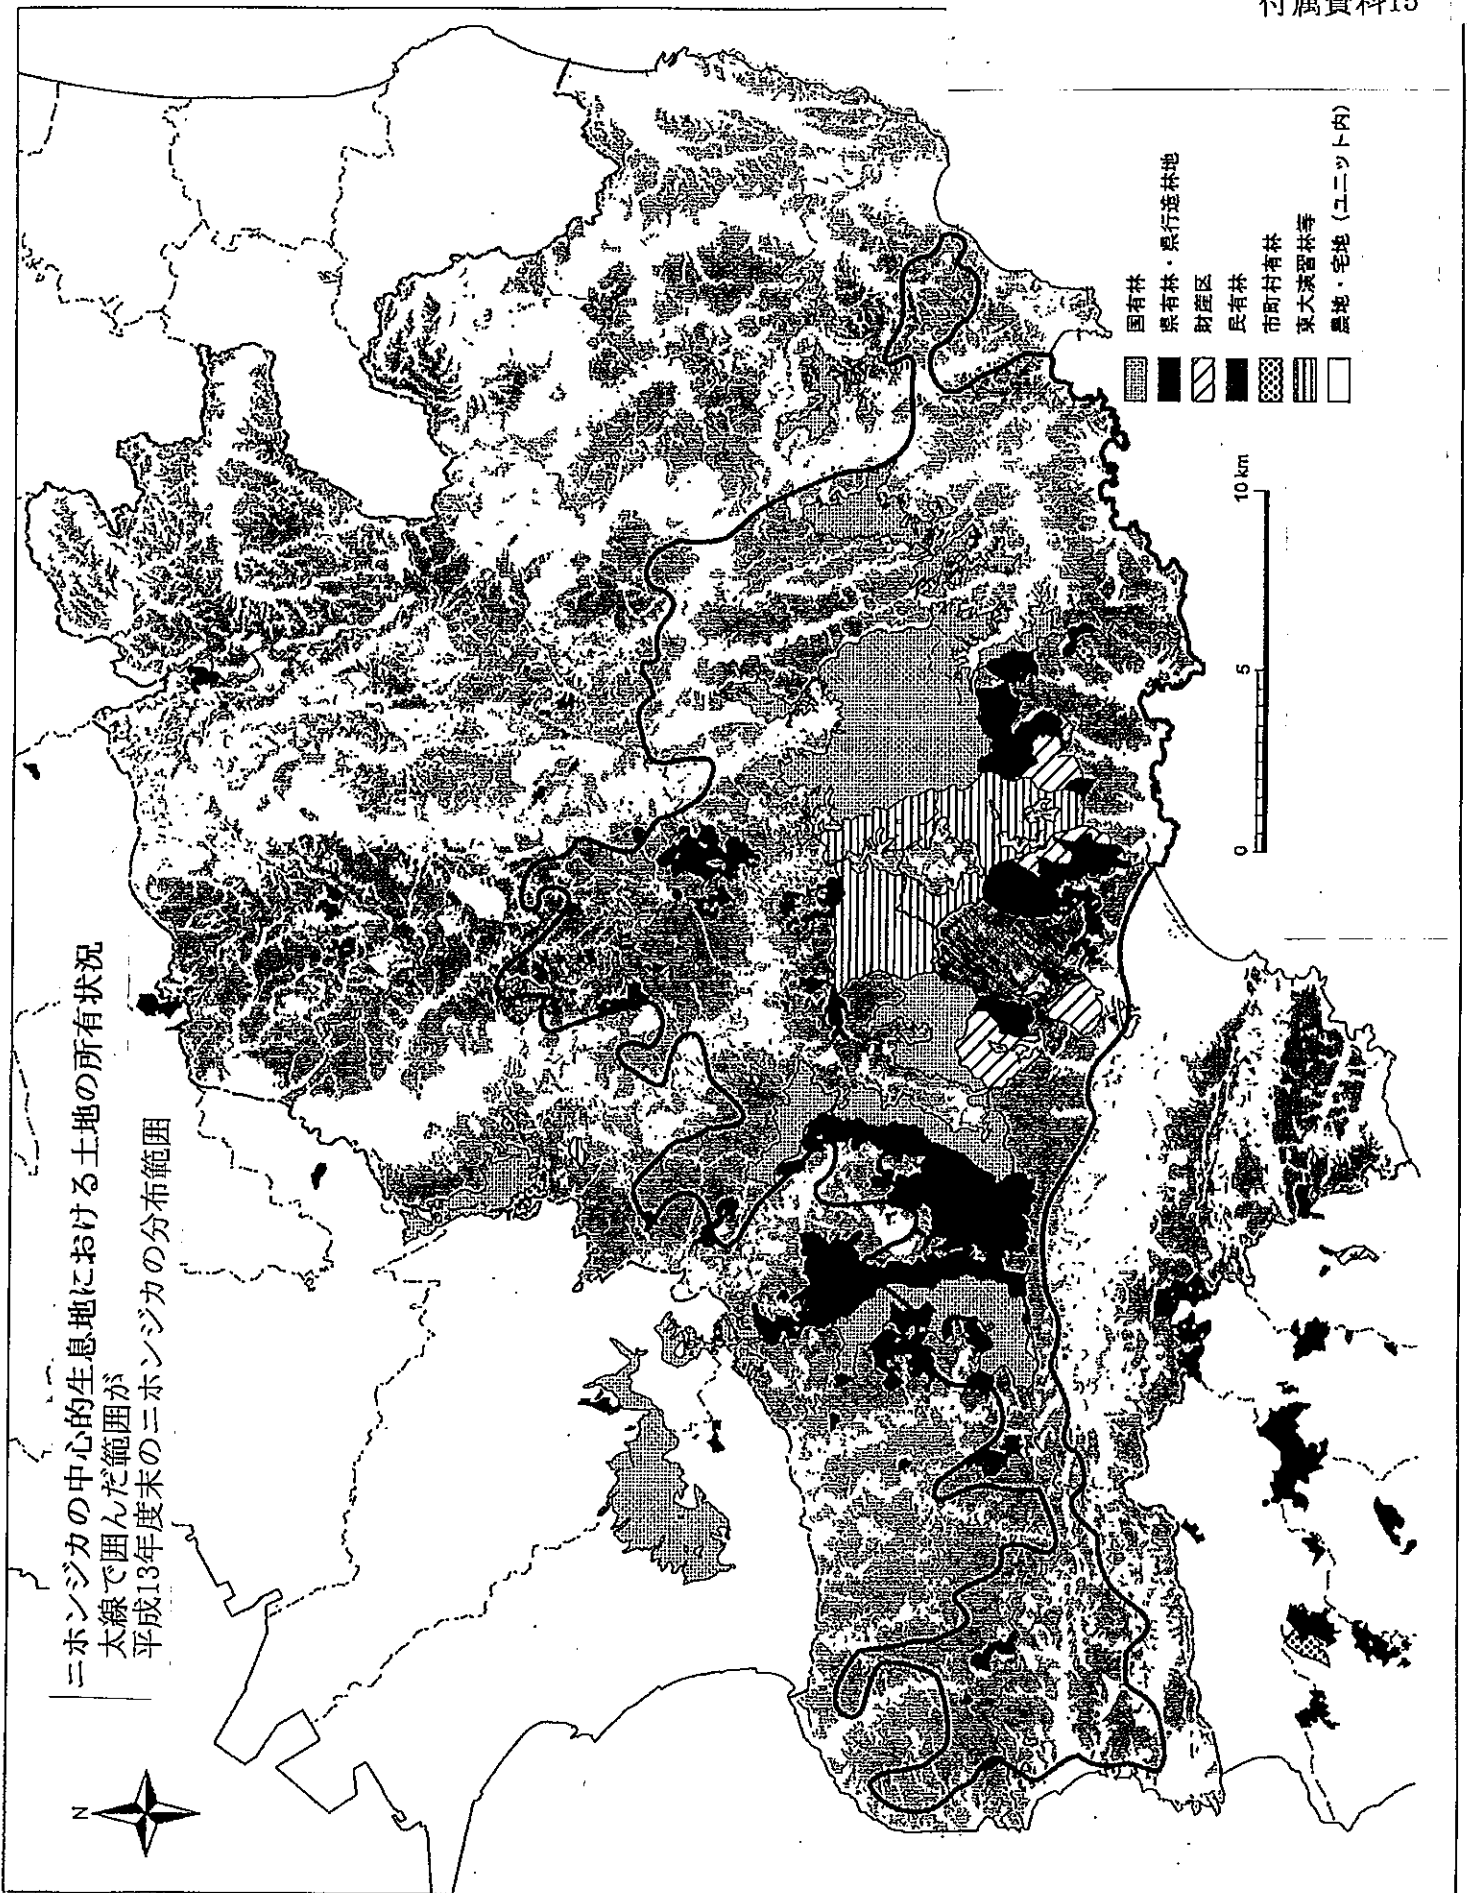 付属資料15
ニホンジカの中心的生息地における土地の所有状況
太線で囲んだ範囲が
平成13年度末のニホンジカの分布範囲
N
国有林
県有林・県行造林地
財産区
民有林
市町村有林
東大演習林等
農地・宅地(ユニット内)
0 5 10 km